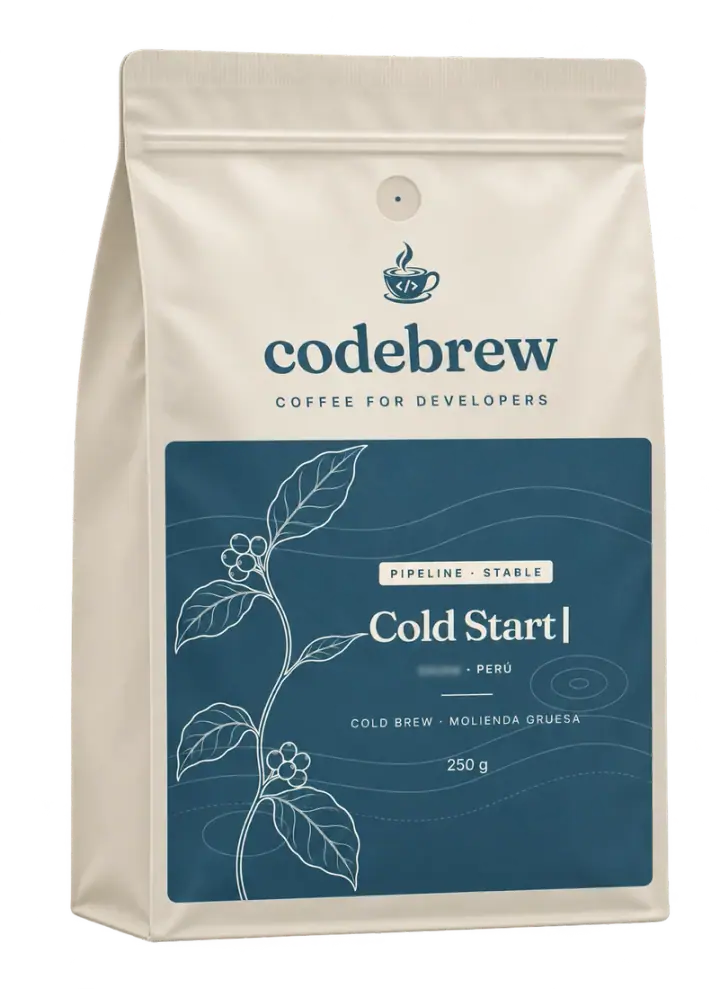 </>
codebrew
COFFEE FOR DEVELOPERS
PIPELINE · STABLE
Cold Start|
· PERÚ
COLD BREW · MOLIENDA GRUESA
250 g